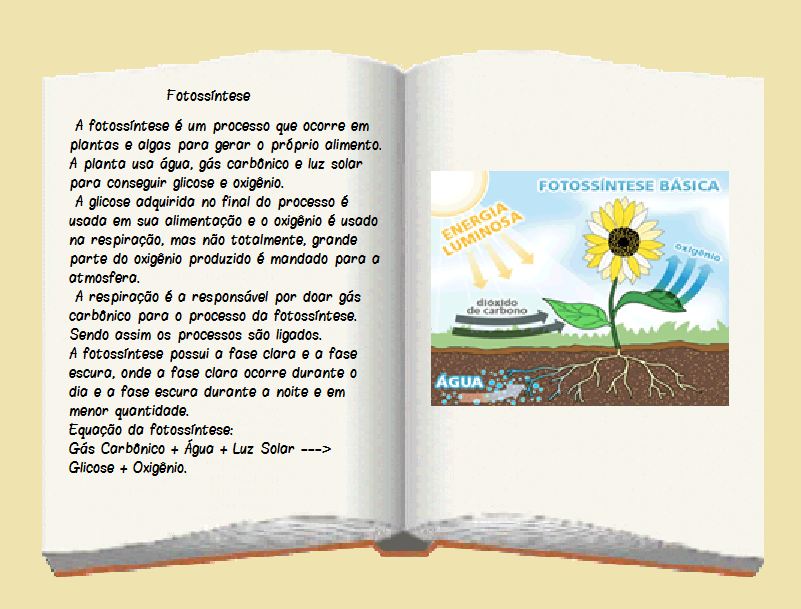 Fotossíntese
A fotossíntese é um processo que ocorre em
plantas e algas para gerar o próprio alimento.
A planta usa água, gás carbônico e luz solar
para conseguir glicose e oxigênio.
A glicose adquirida no final do processo é
usada em sua alimentação e o oxigênio é usado
na respiração, mas não totalmente, grande
parte do oxigênio produzido é mandado para a
atmosfera.
A respiração é a responsável por doar gás
carbônico para o processo da fotossíntese.
Sendo assim os processos são ligados.
A fotossíntese possui a fase clara e a fase
escura, onde a fase clara ocorre durante o
dia e a fase escura durante a noite e em
menor quantidade.
Equação da fotossíntese:
Gás Carbônico + Água + Luz Solar --->
Glicose + Oxigênio.
FOTOSSÍNTESE BÁSICA
ENERGIA
LUMINOSA
oxigênio
dióxido
de carbono
ÁGUA